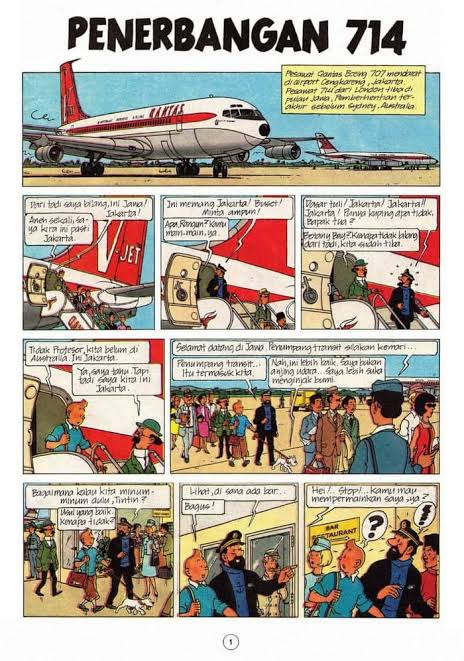 PENERBANGAN 714
Pesawat Qantas Boeing 707 mendarat
di airport Cengkareng, Jakarta.
Pesawat 714 dari London tiba di
pulau Jawa, Pemberhentian ter-
akhir sebelum Sydney, Australia.
QANTAS
Dari tadi saya bilang, ini Jawa!
Jakarta!
Aneh sekali, sa-
ya kira ini pasti
Jakarta.
V
JET
Ini memang Jakarta! Buset!
Minta ampun!
Apa, Rangun? Kamu
main-main, ya.
Dasar tuli! Jakarta! Jakarta!!
Jakarta! Punya kuping apa tidak,
Bapak tua?
Kenapa tidak bilang
dari tadi, kita sudah tiba.
Tidak Profesor, kita belum di
Australia. Ini Jakarta.
Ya, saya tahu. Tapi
tadi saya kira ini
Jakarta.
Selamat datang di Jawa. Penumpang transit silakan kemari...
Penumpang transit...
Itu termasuk kita!
Nah, ini lebih baik. Saya bukan
anjing udara... Saya lebih suka
menginjak bumi.
Bagaimana kalau kita minum-
minum dulu, Tintin?
Usul yang baik.
Kenapa tidak?
Lihat, di sana ada bar...
Bagus!
Hei!.. Stop!... Kamu mau
mempermainkan saya, ya?
BAR
RESTAURANT
?
1